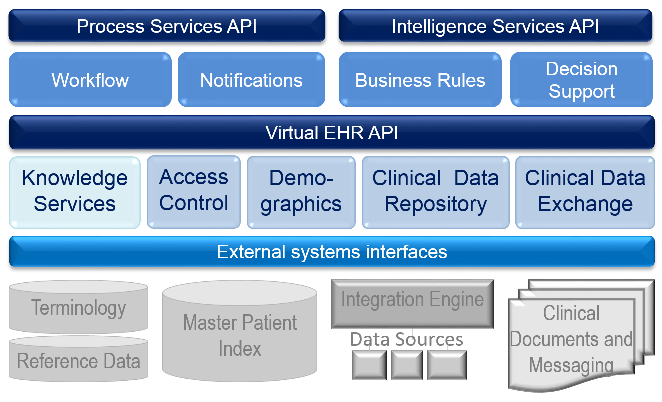 Process Services API
Intelligence Services API
Workflow
Notifications
Business Rules
Decision
Support
Virtual EHR API
Knowledge
Services
Access
Control
Demo-
graphics
Clinical Data
Repository
Clinical Data
Exchange
External systems interfaces
Terminology
Reference Data
Master Patient
Index
Integration Engine
Data Sources
Clinical
Documents and
Messaging